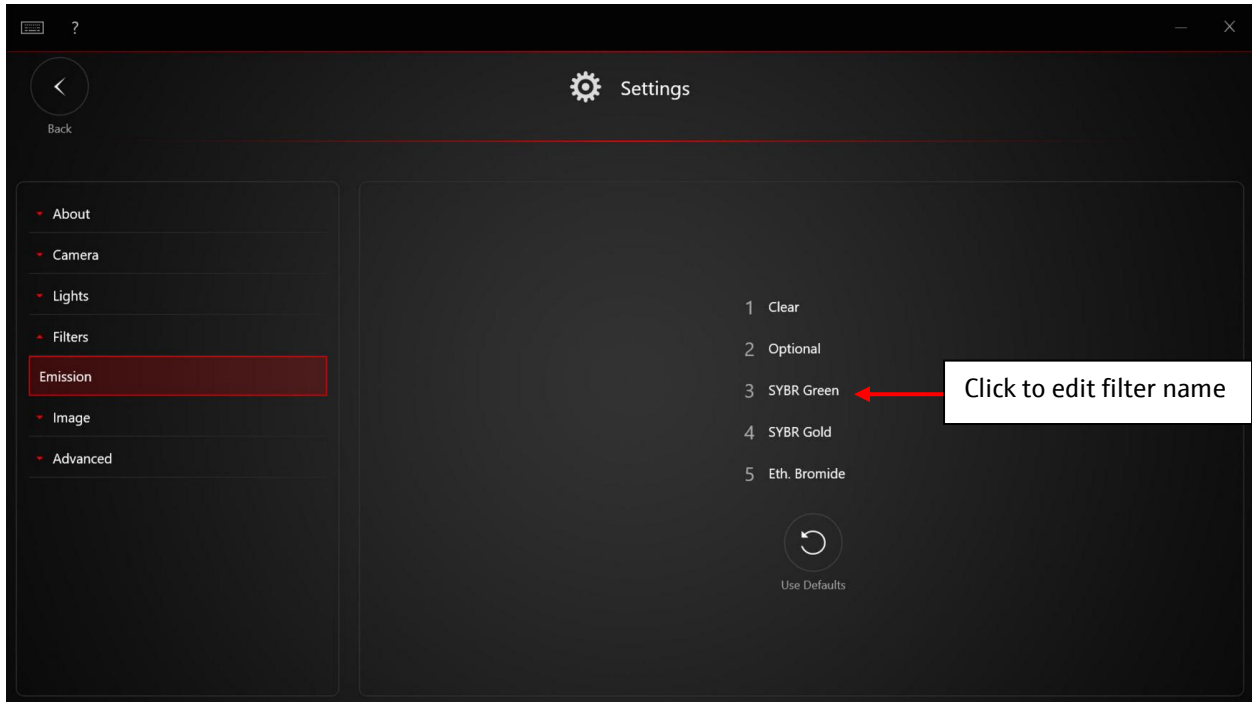 ?
Settings
Back
About
Camera
Lights
Filters
Emission
Image
Advanced
1 Clear
2 Optional
3 SYBR Green
4 SYBR Gold
5 Eth. Bromide
Click to edit filter name
Use Defaults